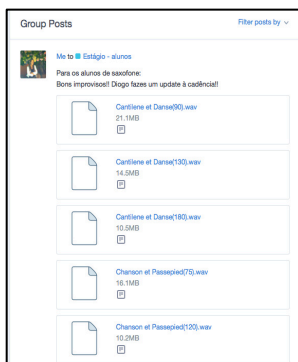 Group Posts
Filter posts by
Me to Estágio - alunos
Para os alunos de saxofone:
Bons improvisos!! Diogo fazes um update à cadência!!
Cantilene et Danse(90).wav
21.1MB
Cantilene et Danse(130).wav
14.5MB
Cantilene et Danse(180).wav
10.5MB
Chanson et Passepied(75).wav
16.1MB
Chanson et Passepied(120).wav
10.2MB